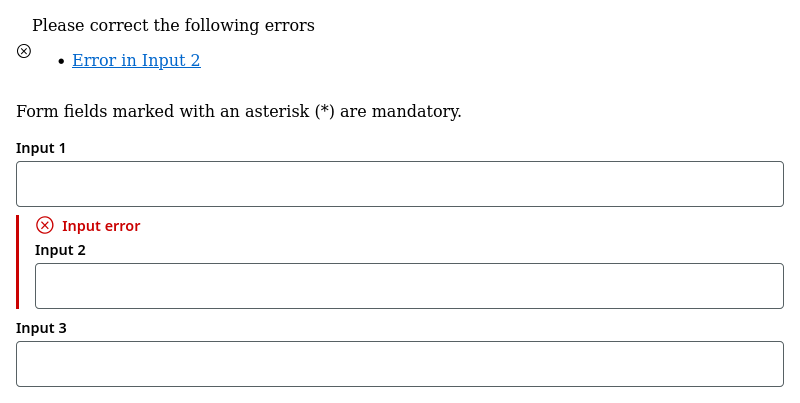 Please correct the following errors
• Error in Input 2
Form fields marked with an asterisk (*) are mandatory.
Input 1
Input error
Input 2
Input 3